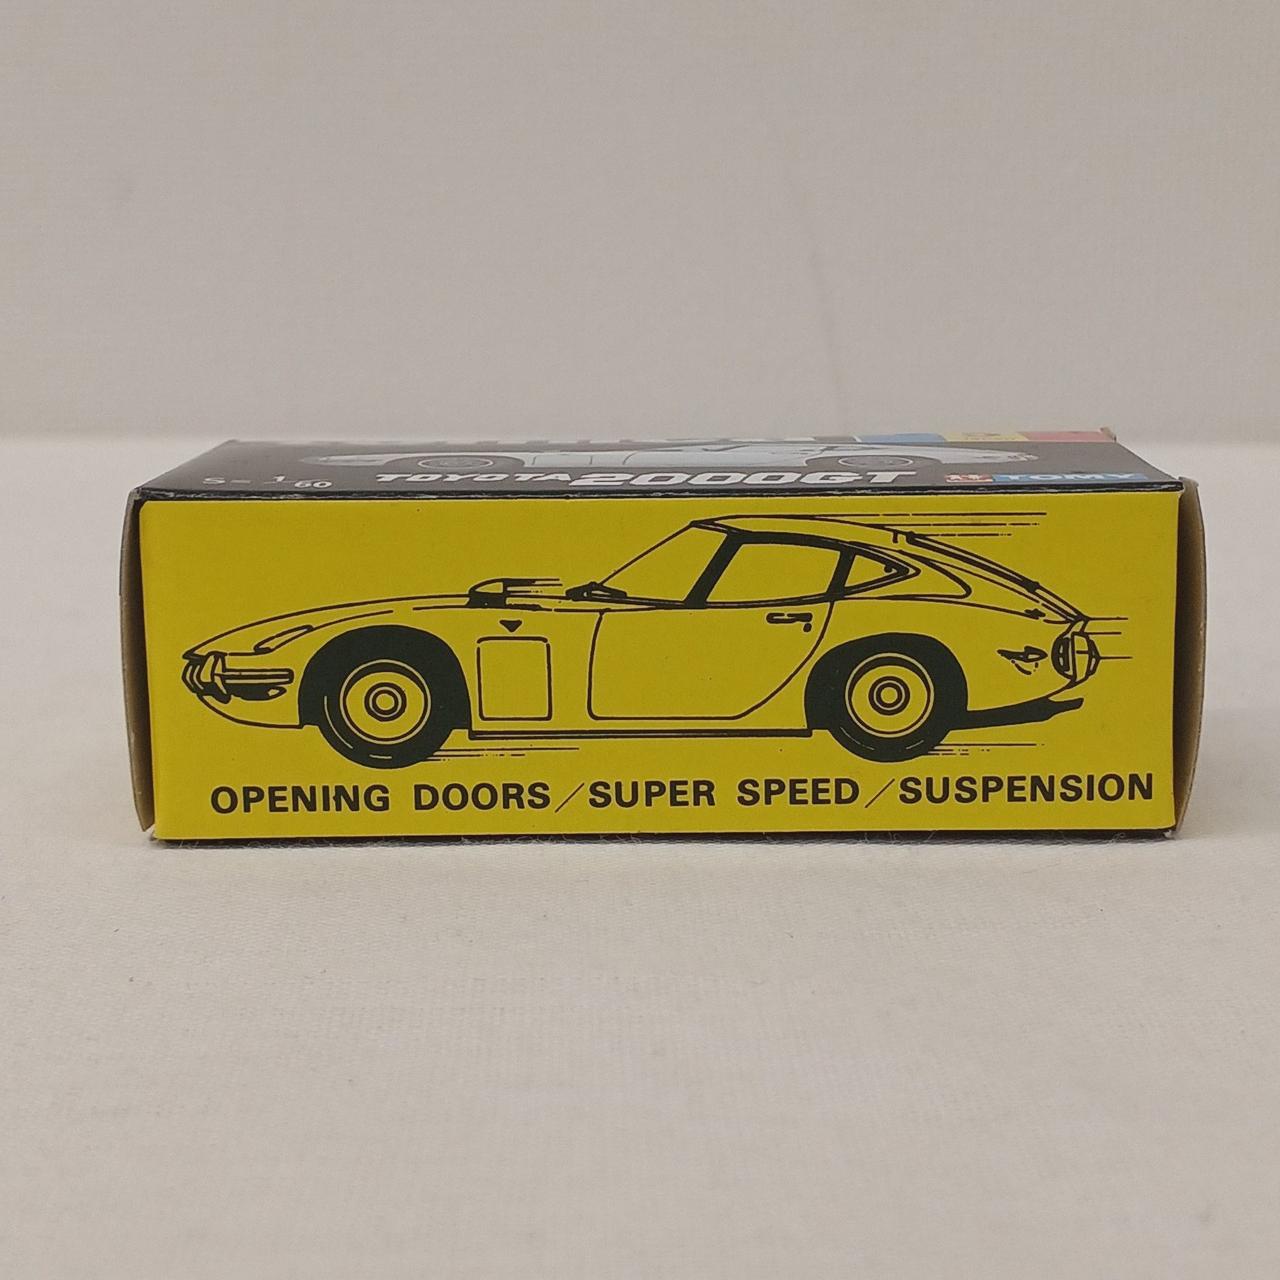 S=1/60
TOYOTA 2000GT
TOMY
OPENING DOORS/SUPER SPEED/SUSPENSION